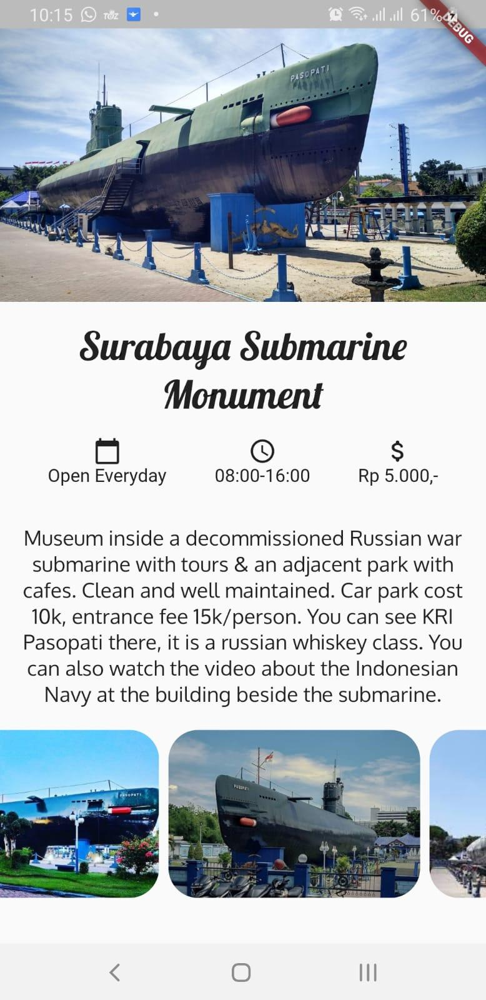 10:15
61%
DEBUG
PASOPATI
Surabaya Submarine
Monument
Open Everyday
08:00-16:00
Rp 5.000,-
Museum inside a decommissioned Russian war
submarine with tours & an adjacent park with
cafes. Clean and well maintained. Car park cost
10k, entrance fee 15k/person. You can see KRI
Pasopati there, it is a russian whiskey class. You
can also watch the video about the Indonesian
Navy at the building beside the submarine.
PASOPATI
PASOPATI